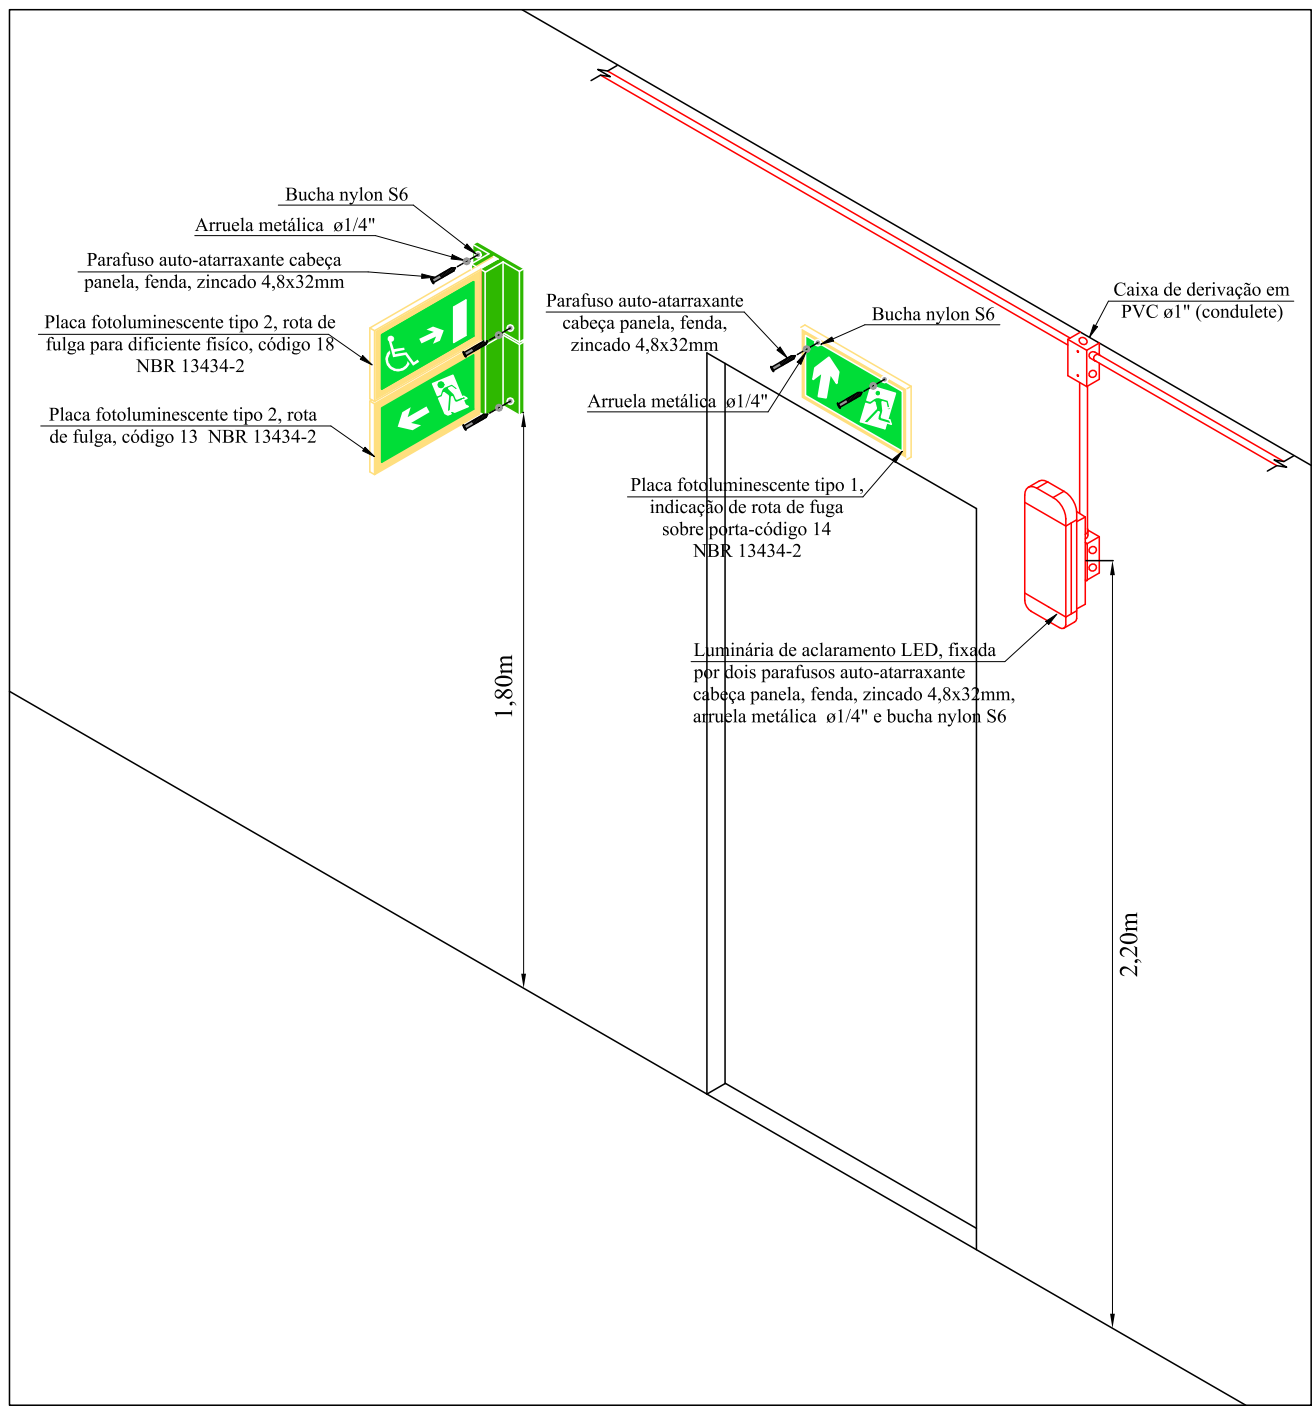 Bucha nylon S6
Arruela metálica ø1/4"
Parafuso auto-atarraxante cabeça
panela, fenda, zincado 4,8x32mm
Placa fotoluminescente tipo 2, rota de
fulga para dificiente fisíco, código 18
NBR 13434-2
Placa fotoluminescente tipo 2, rota
de fulga, código 13 NBR 13434-2
1,80m
Parafuso auto-atarraxante
cabeça panela, fenda,
zincado 4,8x32mm
Bucha nylon S6
Arruela metálica ø1/4"
Placa fotoluminescente tipo 1,
indicação de rota de fuga
sobre porta-código 14
NBR 13434-2
Caixa de derivação em
PVC ø1" (condulete)
Luminária de aclaramento LED, fixada
por dois parafusos auto-atarraxante
cabeça panela, fenda, zincado 4,8x32mm,
arruela metálica ø1/4" e bucha nylon S6
2,20m